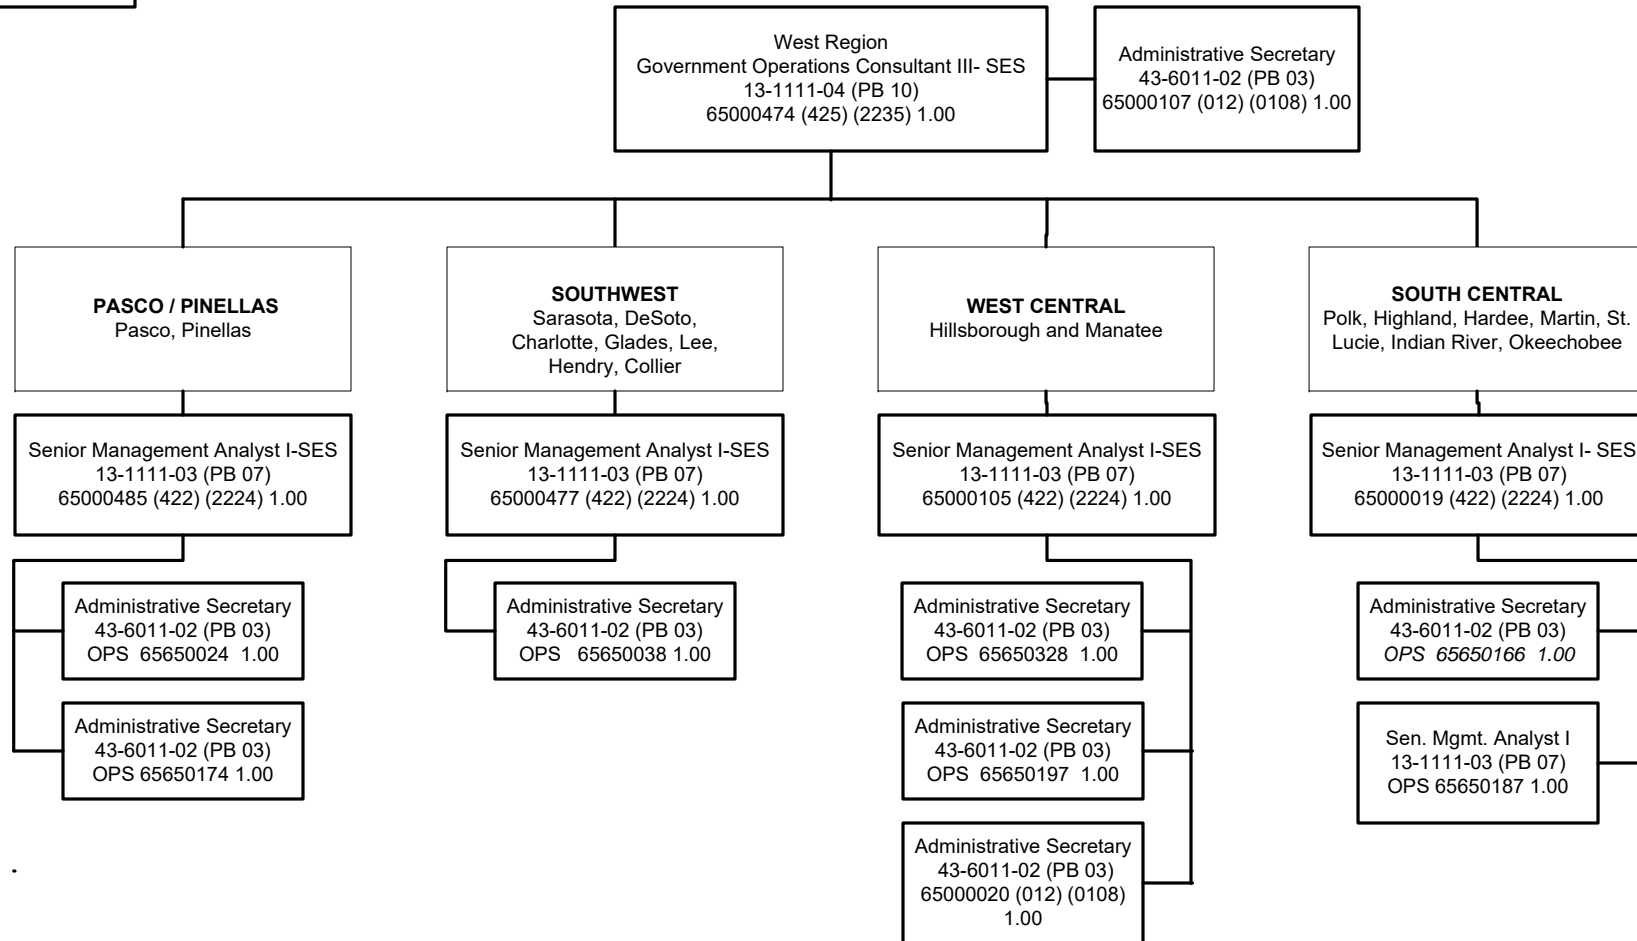 West Region
Government Operations Consultant III- SES
13-1111-04 (PB 10)
65000474 (425) (2235) 1.00
Administrative Secretary
43-6011-02 (PB 03)
65000107 (012) (0108) 1.00
PASCO / PINELLAS
Pasco, Pinellas
SOUTHWEST
Sarasota, DeSoto,
Charlotte, Glades, Lee,
Hendry, Collier
WEST CENTRAL
Hillsborough and Manatee
SOUTH CENTRAL
Polk, Highland, Hardee, Martin, St.
Lucie, Indian River, Okeechobee
Senior Management Analyst I-SES
13-1111-03 (PB 07)
65000485 (422) (2224) 1.00
Senior Management Analyst I-SES
13-1111-03 (PB 07)
65000477 (422) (2224) 1.00
Senior Management Analyst I-SES
13-1111-03 (PB 07)
65000105 (422) (2224) 1.00
Senior Management Analyst I- SES
13-1111-03 (PB 07)
65000019 (422) (2224) 1.00
Administrative Secretary
43-6011-02 (PB 03)
OPS 65650024 1.00
Administrative Secretary
43-6011-02 (PB 03)
OPS 65650038 1.00
Administrative Secretary
43-6011-02 (PB 03)
OPS 65650328 1.00
Administrative Secretary
43-6011-02 (PB 03)
OPS 65650166 1.00
Administrative Secretary
43-6011-02 (PB 03)
OPS 65650174 1.00
Administrative Secretary
43-6011-02 (PB 03)
OPS 65650197 1.00
Sen. Mgmt. Analyst I
13-1111-03 (PB 07)
OPS 65650187 1.00
Administrative Secretary
43-6011-02 (PB 03)
65000020 (012) (0108)
1.00
.